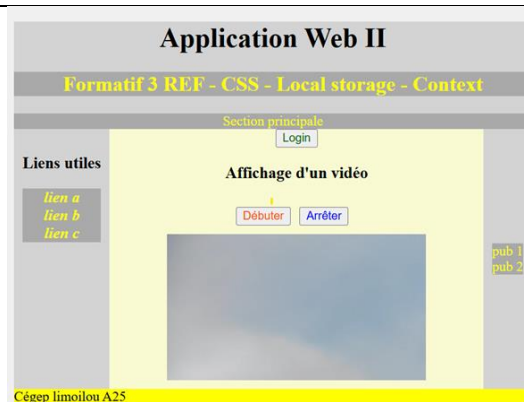 Application Web II
Formatif 3 REF - CSS - Local storage - Context
Section principale
Login
Liens utiles
Affichage d'un vidéo
lien a
lien b
lien c
Débuter
Arrêter
pub 1
pub 2
Cégep limoilou A25